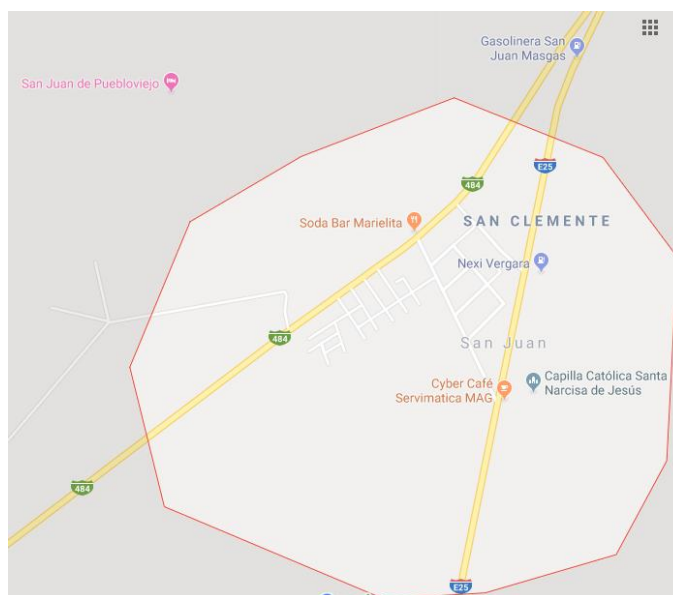 Gasolinera San
Juan Masgas
San Juan de Puebloviejo
E25
484
Soda Bar Marielita
SAN CLEMENTE
Nexi Vergara
484
San Juan
Cyber Café
Servimatica MAG
Capilla Católica Santa
Narcisa de Jesús
484
E25